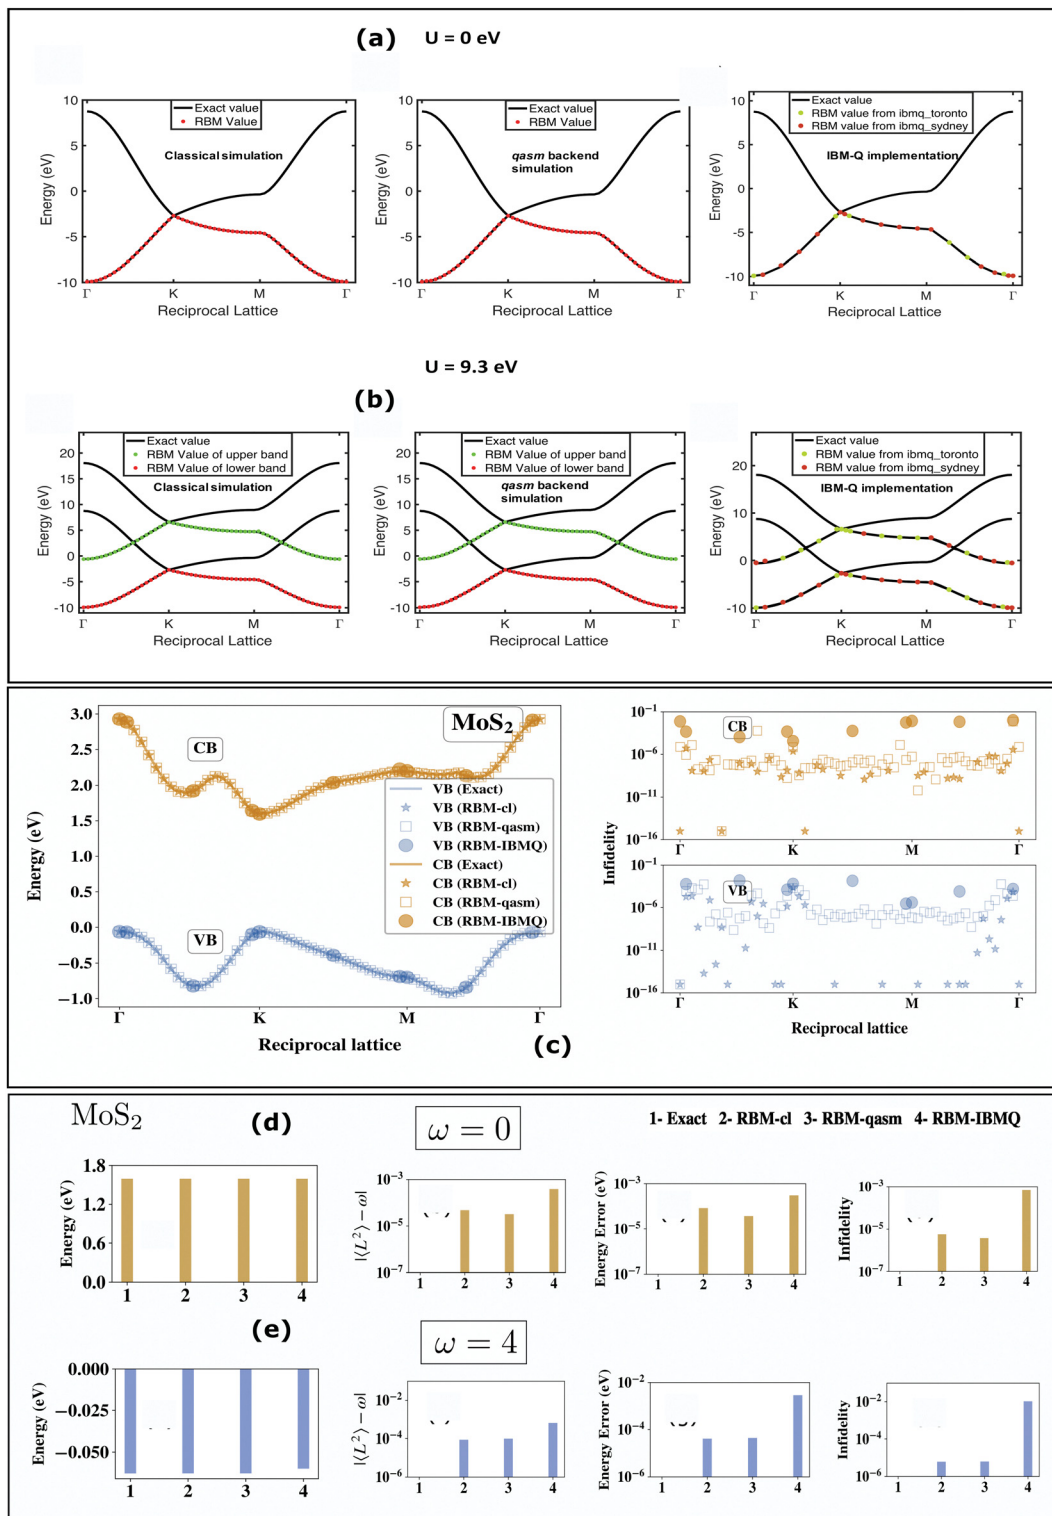 (a) U = 0 eV
Exact value
RBM Value
Classical simulation
Energy (eV)
10
5
0
-5
-10
Γ K M Γ
Reciprocal Lattice
Exact value
RBM Value
qasm backend
simulation
Energy (eV)
10
5
0
-5
-10
Γ K M Γ
Reciprocal Lattice
Exact value
RBM value from ibmq_toronto
RBM value from ibmq_sydney
IBM-Q implementation
Energy (eV)
10
5
0
-5
-10
Γ K M Γ
Reciprocal Lattice
U = 9.3 eV
(b)
Exact value
RBM Value of upper band
RBM Value of lower band
Classical simulation
Energy (eV)
20
15
10
5
0
-5
-10
Γ K M Γ
Reciprocal Lattice
Exact value
RBM Value of upper band
RBM Value of lower band
qasm backend
simulation
Energy (eV)
20
15
10
5
0
-5
-10
Γ K M Γ
Reciprocal Lattice
Exact value
RBM value from ibmq_toronto
RBM value from ibmq_sydney
IBM-Q implementation
Energy (eV)
20
10
0
-10
Γ K M Γ
Reciprocal Lattice
MoS2
CB
VB
VB (Exact)
VB (RBM-cl)
VB (RBM-qasm)
VB (RBM-IBMQ)
CB (Exact)
CB (RBM-cl)
CB (RBM-qasm)
CB (RBM-IBMQ)
Energy (eV)
3.0
2.5
2.0
1.5
1.0
0.5
0.0
−0.5
−1.0
Γ K M Γ
Reciprocal lattice
(c)
Infidelity
CB
10−1
10−6
10−11
10−16
Γ K M Γ
VB
10−1
10−6
10−11
10−16
Γ K M Γ
Reciprocal lattice
MoS2
(d)
ω = 0
1- Exact 2- RBM-cl 3- RBM-qasm 4- RBM-IBMQ
Energy (eV)
1.8
1.2
0.6
0.0
1 2 3 4
|⟨L2⟩ − ω|
10−3
10−5
10−7
1 2 3 4
Energy Error (eV)
10−3
10−5
10−7
1 2 3 4
Infidelity
10−3
10−5
10−7
1 2 3 4
(e)
ω = 4
Energy (eV)
0.000
−0.025
−0.050
1 2 3 4
|⟨L2⟩ − ω|
10−2
10−4
10−6
1 2 3 4
Energy Error (eV)
10−2
10−4
10−6
1 2 3 4
Infidelity
10−2
10−4
10−6
1 2 3 4